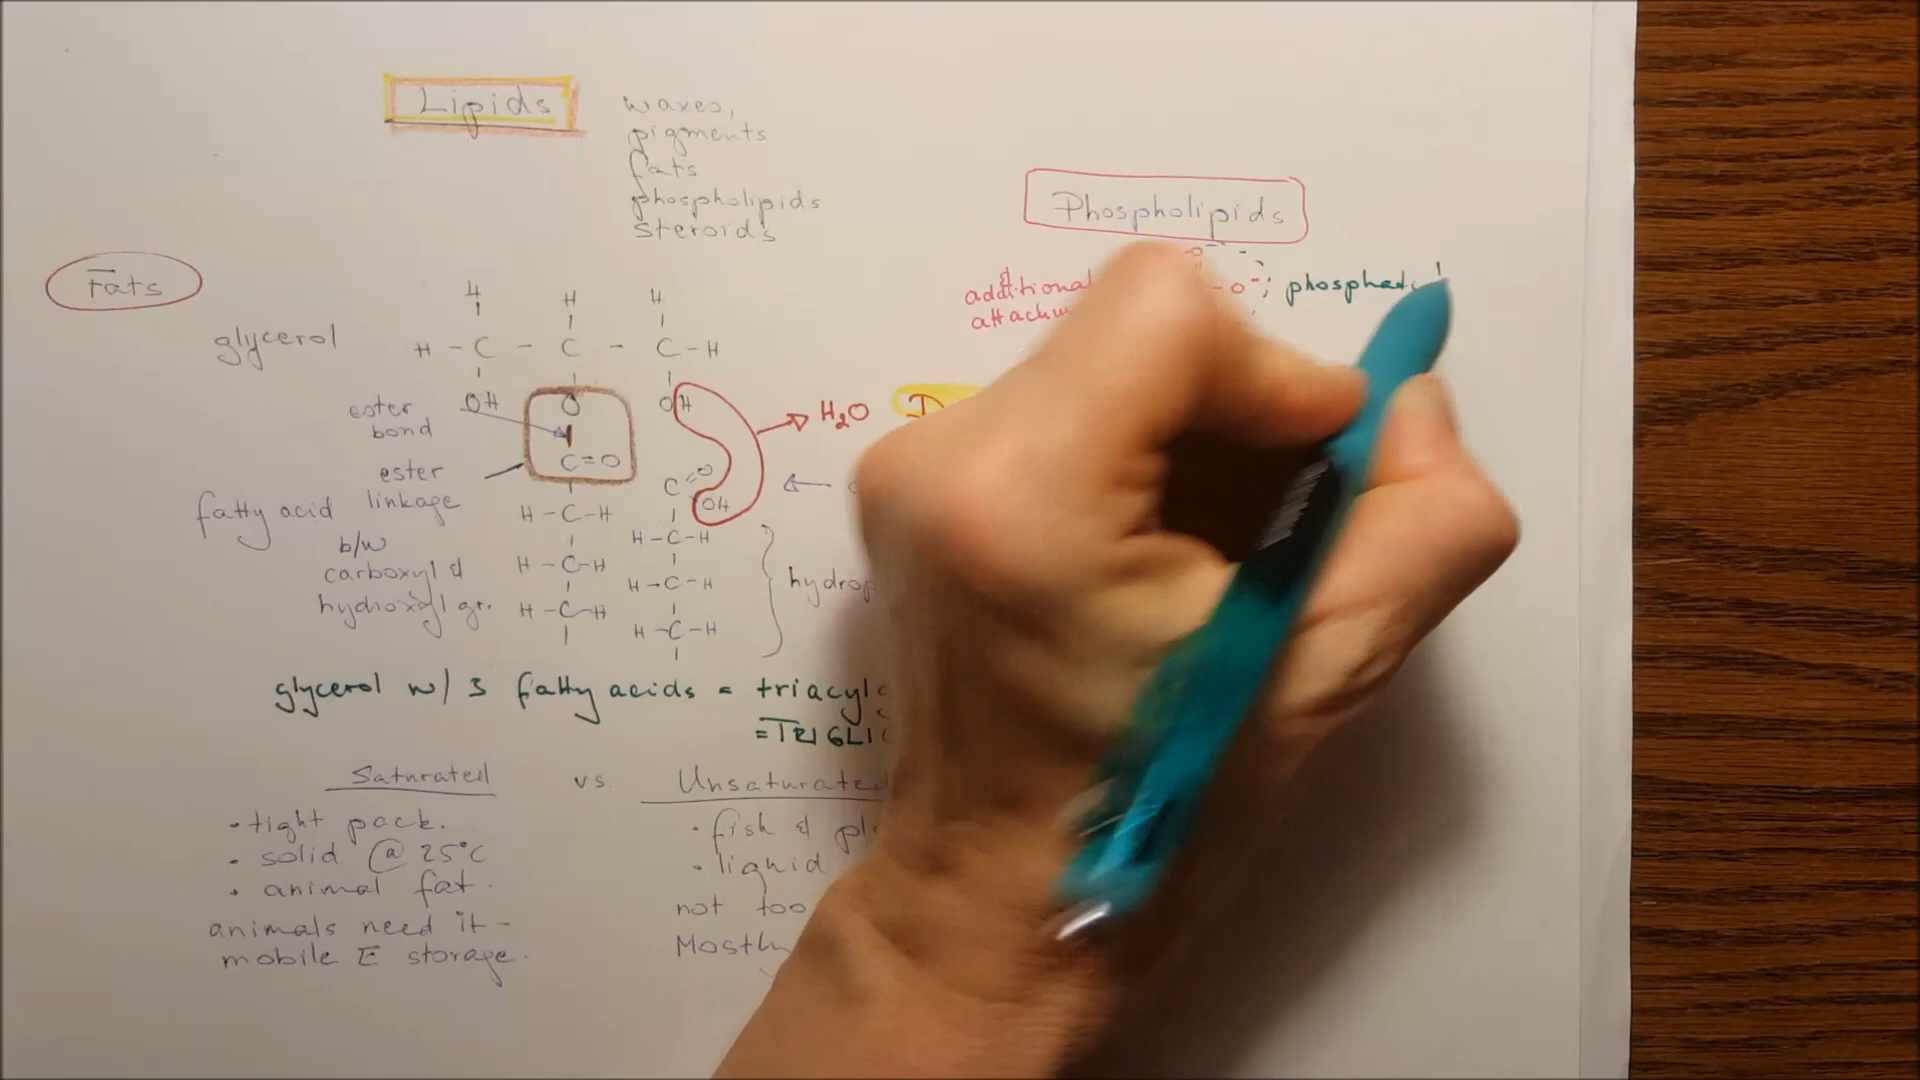 Lipids
waxes,
pigments
fats
phospholipids
steroids
Phospholipids
Fats
glycerol
H H H
H - C - C - C - H
OH O OH
H2O
ester
bond
C=O
C=O
OH
ester
linkage
fatty acid
b/w
carboxyl &
hydroxyl gr.
H-C-H
H-C-H
H-C-H
H-C-H
H-C-H
H-C-H
additional
O
- O -
glycerol w/ 3 fatty acids =
Saturated vs. Unsaturated
• tight pack.
• solid @ 25°C
• animal fat.
animals need it -
mobile E storage.
• fish &
• liquid
not too
Mostly